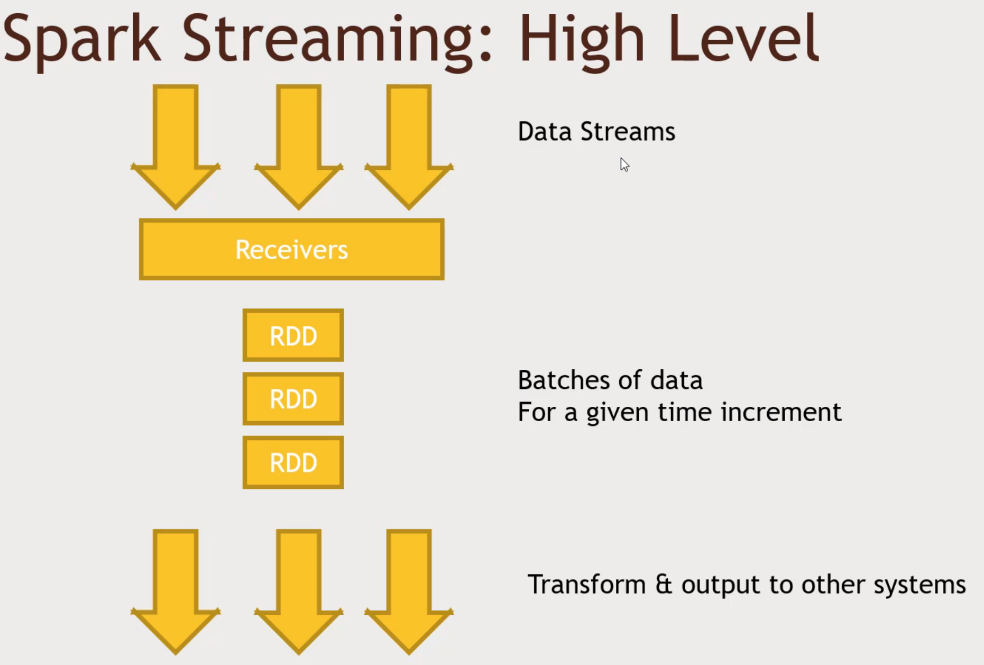 Spark Streaming: High Level
Data Streams
Receivers
RDD
RDD
RDD
Batches of data
For a given time increment
Transform & output to other systems